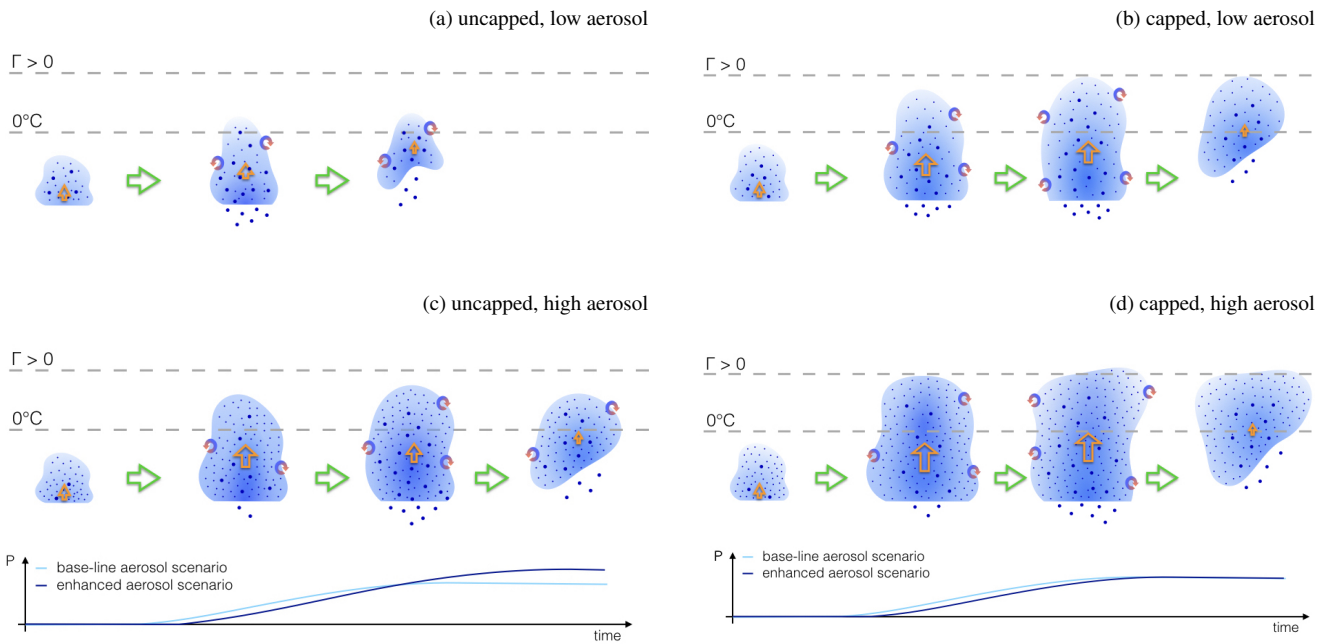 (a) uncapped, low aerosol
Γ > 0
0°C
(b) capped, low aerosol
Γ > 0
0°C
(c) uncapped, high aerosol
Γ > 0
0°C
(d) capped, high aerosol
Γ > 0
0°C
P
base-line aerosol scenario
enhanced aerosol scenario
time
P
base-line aerosol scenario
enhanced aerosol scenario
time